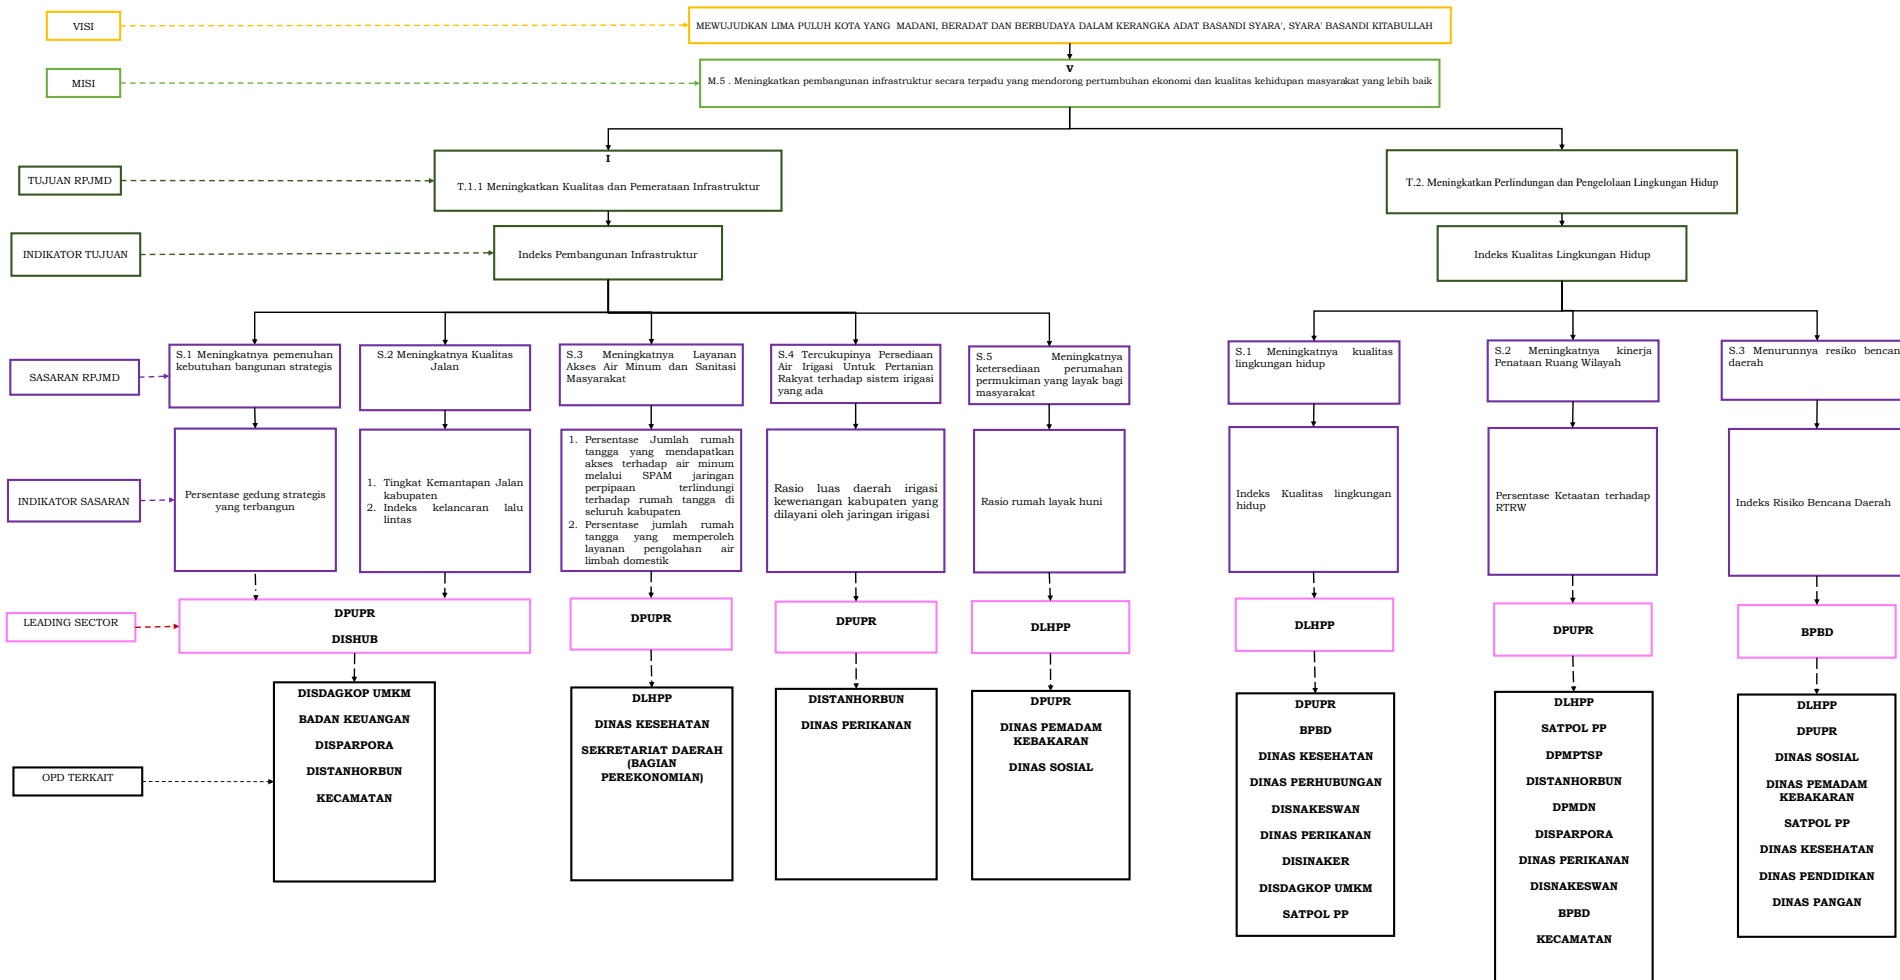 VISI
MEWUJUDKAN LIMA PULUH KOTA YANG MADANI, BERADAT DAN BERBUDAYA DALAM KERANGKA ADAT BASANDI SYARA', SYARA' BASANDI KITABULLAH
MISI
V
M.5 . Meningkatkan pembangunan infrastruktur secara terpadu yang mendorong pertumbuhan ekonomi dan kualitas kehidupan masyarakat yang lebih baik
TUJUAN RPJMD
I
T.1.1 Meningkatkan Kualitas dan Pemerataan Infrastruktur
T.2. Meningkatkan Perlindungan dan Pengelolaan Lingkungan Hidup
INDIKATOR TUJUAN
Indeks Pembangunan Infrastruktur
Indeks Kualitas Lingkungan Hidup
SASARAN RPJMD
S.1 Meningkatnya pemenuhan
kebutuhan bangunan strategis
S.2 Meningkatnya Kualitas
Jalan
S.3 Meningkatnya Layanan
Akses Air Minum dan Sanitasi
Masyarakat
S.4 Tercukupinya Persediaan
Air Irigasi Untuk Pertanian
Rakyat terhadap sistem irigasi
yang ada
S.5 Meningkatnya
ketersediaan perumahan
permukiman yang layak bagi
masyarakat
S.1 Meningkatnya kualitas
lingkungan hidup
S.2 Meningkatnya kinerja
Penataan Ruang Wilayah
S.3 Menurunnya resiko bencan
daerah
INDIKATOR SASARAN
Persentase gedung strategis
yang terbangun
1. Tingkat Kemantapan Jalan
kabupaten
2. Indeks kelancaran lalu
lintas
1. Persentase Jumlah rumah
tangga yang mendapatkan
akses terhadap air minum
melalui SPAM jaringan
perpipaan terlindungi
terhadap rumah tangga di
seluruh kabupaten
2. Persentase jumlah rumah
tangga yang memperoleh
layanan pengolahan air
limbah domestik
Rasio luas daerah irigasi
kewenangan kabupaten yang
dilayani oleh jaringan irigasi
Rasio rumah layak huni
Indeks Kualitas lingkungan
hidup
Persentase Ketaatan terhadap
RTRW
Indeks Risiko Bencana Daerah
LEADING SECTOR
DPUPR
DISHUB
DPUPR
DPUPR
DLHPP
DLHPP
DPUPR
BPBD
OPD TERKAIT
DISDAGKOP UMKM
BADAN KEUANGAN
DISPARPORA
DISTANHORBUN
KECAMATAN
DLHPP
DINAS KESEHATAN
SEKRETARIAT DAERAH
(BAGIAN
PEREKONOMIAN)
DISTANHORBUN
DINAS PERIKANAN
DPUPR
DINAS PEMADAM
KEBAKARAN
DINAS SOSIAL
DPUPR
BPBD
DINAS KESEHATAN
DINAS PERHUBUNGAN
DISNAKESWAN
DINAS PERIKANAN
DISINAKER
DISDAGKOP UMKM
SATPOL PP
DLHPP
SATPOL PP
DPMPTSP
DISTANHORBUN
DPMDN
DISPARPORA
DINAS PERIKANAN
DISNAKESWAN
BPBD
KECAMATAN
DLHPP
DPUPR
DINAS SOSIAL
DINAS PEMADAM
KEBAKARAN
SATPOL PP
DINAS KESEHATAN
DINAS PENDIDIKAN
DINAS PANGAN